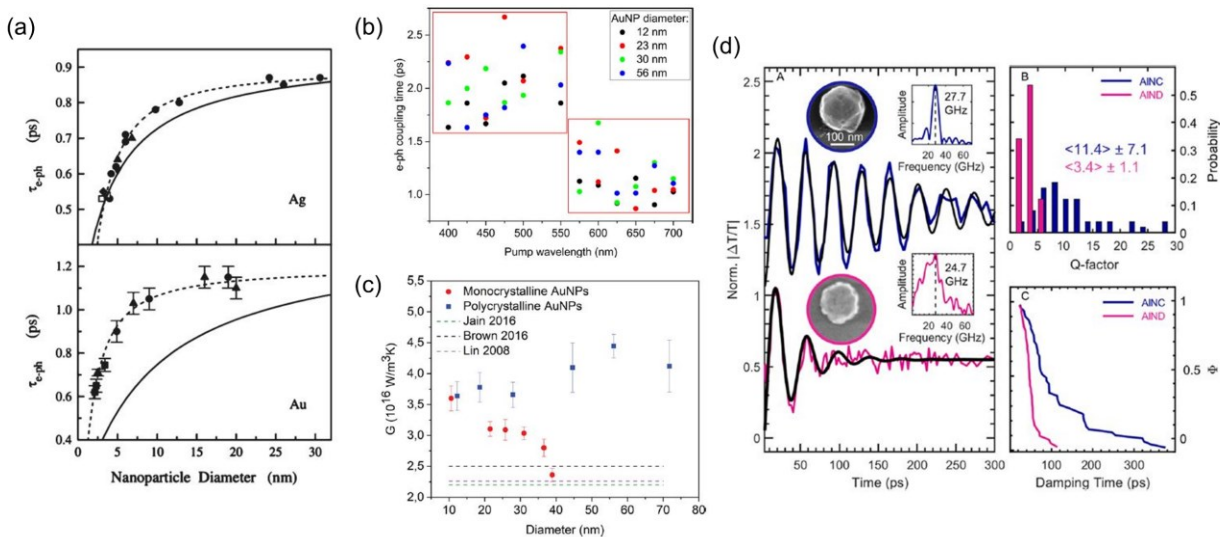 (a)
0.9
0.8
0.7
0.6
0.5
τe-ph (ps)
Ag
1.2
1.0
0.8
0.6
0.4
τe-ph (ps)
Au
0 5 10 15 20 25 30
Nanoparticle Diameter (nm)
(b)
AuNP diameter:
12 nm
23 nm
30 nm
56 nm
e-ph coupling time (ps)
2.5
2.0
1.5
1.0
400 450 500 550 600 650 700
Pump wavelength (nm)
(c)
Monocrystalline AuNPs
Polycrystalline AuNPs
Jain 2016
Brown 2016
Lin 2008
G (10¹⁶ W/m³K)
5,0
4,5
4,0
3,5
3,0
2,5
2,0
0 10 20 30 40 50 60 70 80
Diameter (nm)
(d)
A
Norm. |ΔT/T|
2.5
2
1.5
1
0.5
0
100 nm
Amplitude
27.7
GHz
20 40 60
Frequency (GHz)
Amplitude
24.7
GHz
20 40 60
Frequency (GHz)
50 100 150 200 250 300
Time (ps)
B
AlNC
AlND
<11.4> ± 7.1
<3.4> ± 1.1
0.5
0.4
0.3
0.2
0.1
0
Probability
0 5 10 15 20 25 30
Q-factor
C
AlNC
AlND
1
0.5
0
Φ
100 200 300
Damping Time (ps)